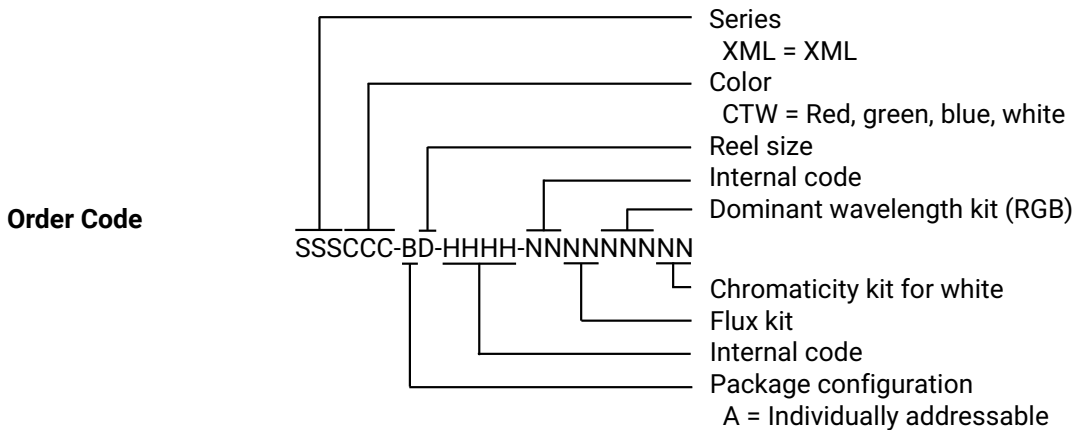 Series
XML = XML
Color
CTW = Red, green, blue, white
Reel size
Internal code
Dominant wavelength kit (RGB)
Order Code
SSSCCC-BD-HHHH-NNNNNNNNN
Chromaticity kit for white
Flux kit
Internal code
Package configuration
A = Individually addressable